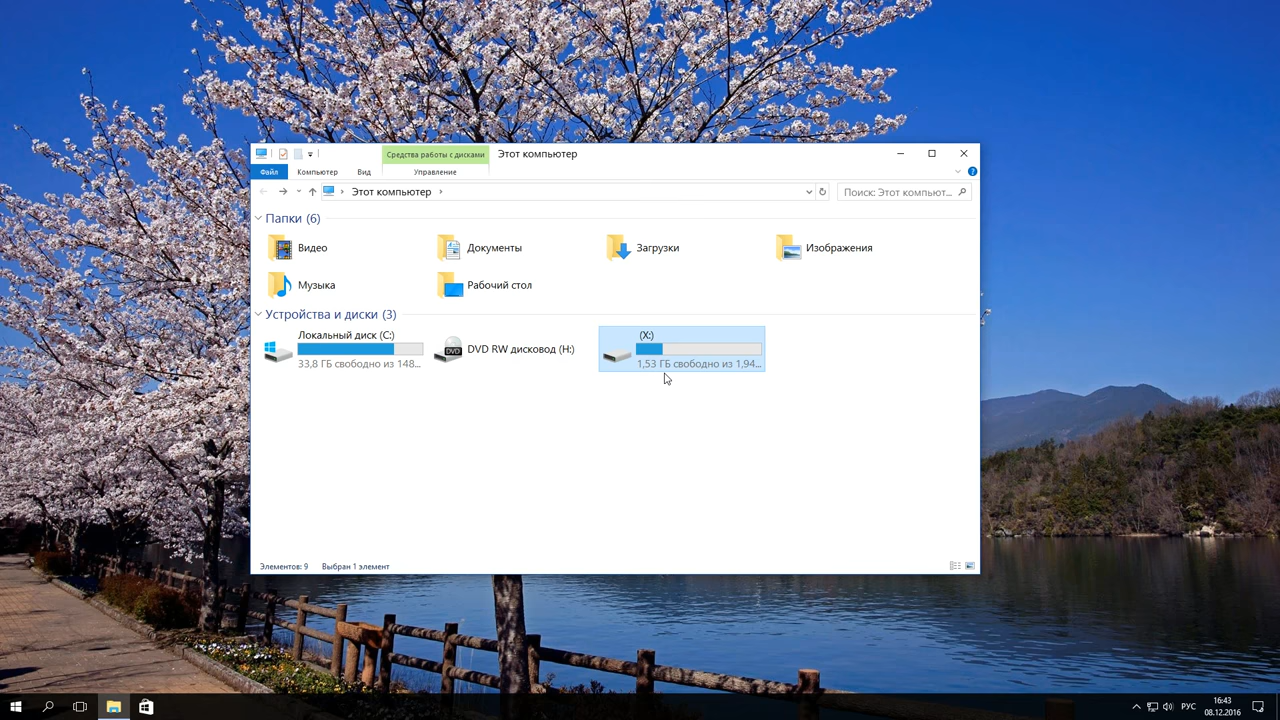 Средства работы с дисками
Этот компьютер
Файл
Компьютер
Вид
Управление
Этот компьютер
Поиск: Этот компьют...
Папки (6)
Видео
Документы
Загрузки
Изображения
Музыка
Рабочий стол
Устройства и диски (3)
Локальный диск (C:)
33,8 ГБ свободно из 148...
DVD
DVD RW дисковод (H:)
(X:)
1,53 ГБ свободно из 1,94...
Элементов: 9
Выбран 1 элемент
РУС
16:43
08.12.2016